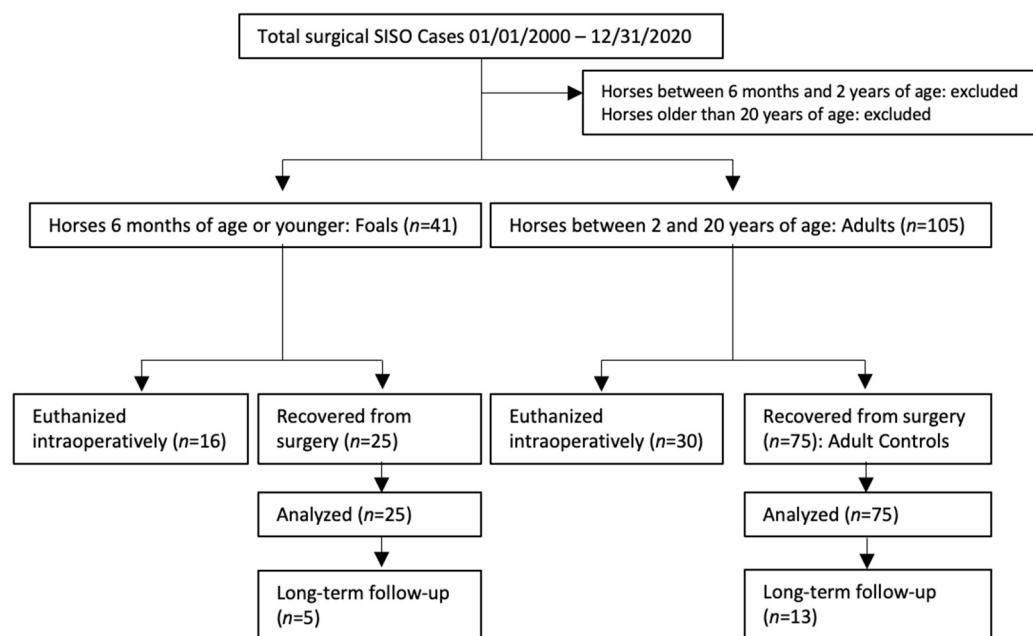 Total surgical SISO Cases 01/01/2000 – 12/31/2020
Horses between 6 months and 2 years of age: excluded
Horses older than 20 years of age: excluded
Horses 6 months of age or younger: Foals (n=41)
Horses between 2 and 20 years of age: Adults (n=105)
Euthanized
intraoperatively (n=16)
Recovered from
surgery (n=25)
Euthanized
intraoperatively (n=30)
Recovered from surgery
(n=75): Adult Controls
Analyzed (n=25)
Analyzed (n=75)
Long-term follow-up
(n=5)
Long-term follow-up
(n=13)